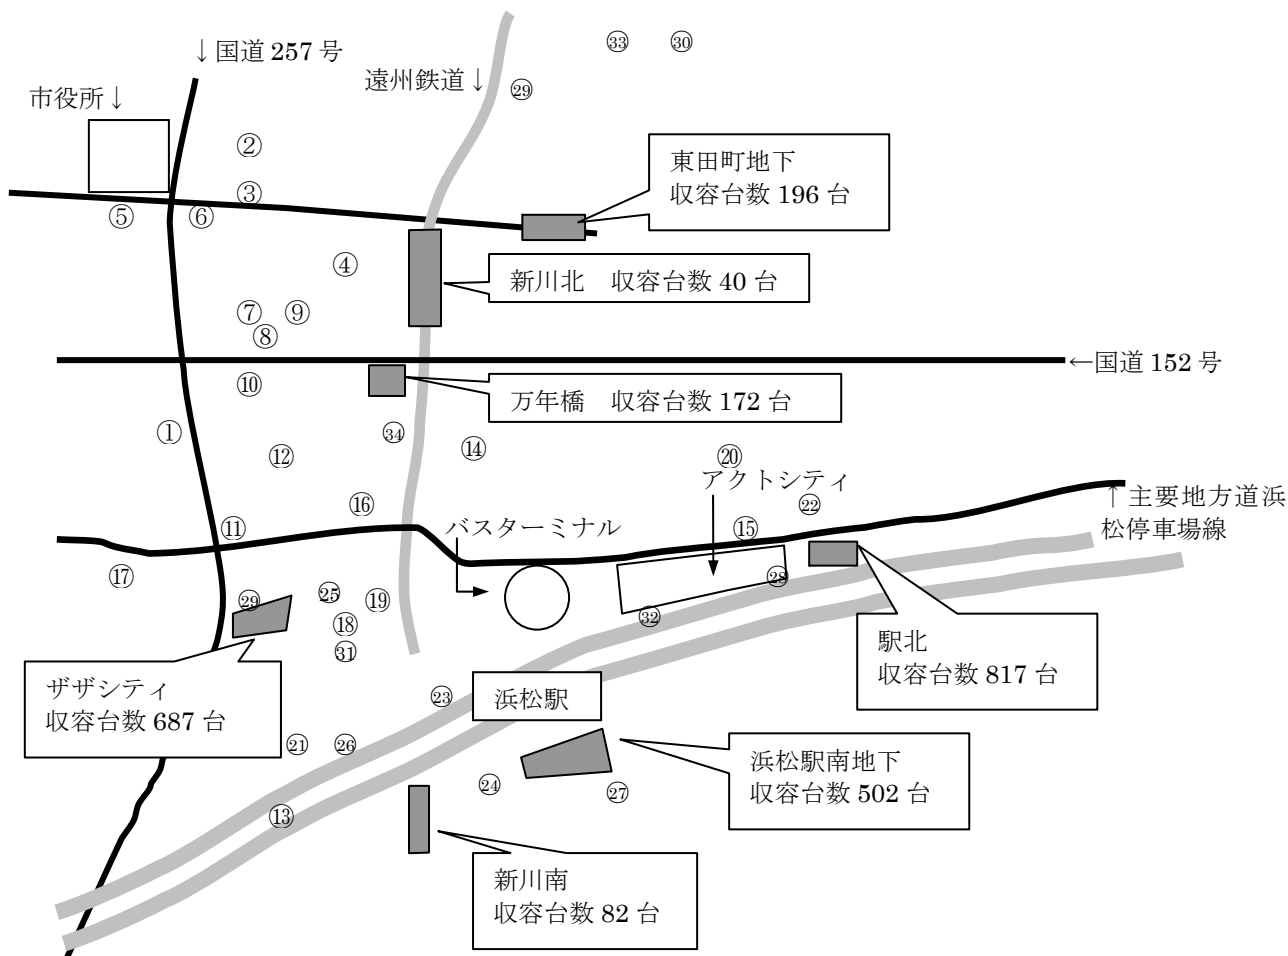 ㉝ ㉚
↓国道 257 号
遠州鉄道↓
㉙
市役所↓
②
東田町地下
収容台数 196 台
③
⑤ ⑥
④
新川北　収容台数 40 台
⑦ ⑨
⑧
←国道 152 号
⑩
万年橋　収容台数 172 台
① ㉞
⑫ ⑭ ⑳
アクトシティ
⑯ ㉒
↑主要地方道浜
松停車場線
⑪ バスターミナル ⑮
⑰ ㉘
㉙ ㉕ ⑲
⑱ ㉜
㉛
駅北
収容台数 817 台
ザザシティ
収容台数 687 台
㉓ 浜松駅
㉑ ㉖
浜松駅南地下
収容台数 502 台
㉔ ㉗
⑬
新川南
収容台数 82 台